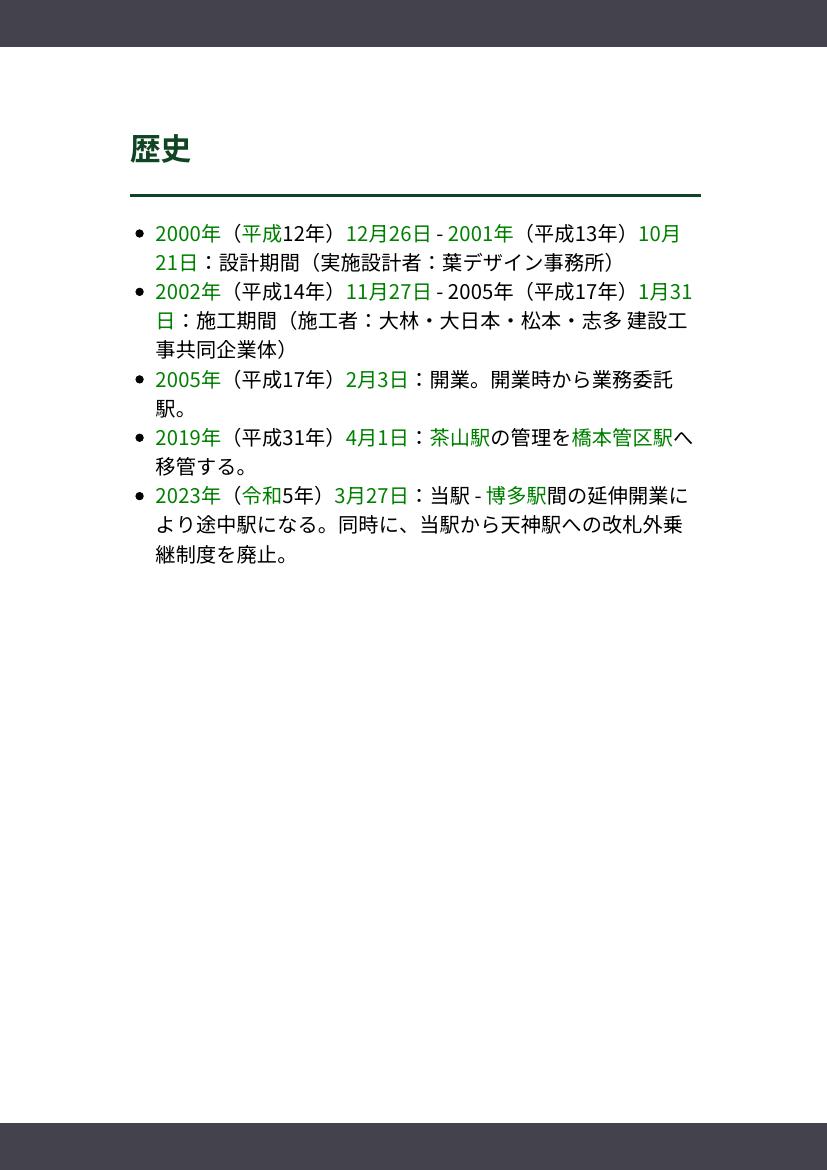 歴史
2000年（平成12年）12月26日 - 2001年（平成13年）10月
21日：設計期間（実施設計者：葉デザイン事務所）
2002年（平成14年）11月27日 - 2005年（平成17年）1月31
日：施工期間（施工者：大林・大日本・松本・志多 建設工
事共同企業体）
2005年（平成17年）2月3日：開業。開業時から業務委託
駅。
2019年（平成31年）4月1日：茶山駅の管理を橋本管区駅へ
移管する。
2023年（令和5年）3月27日：当駅 - 博多駅間の延伸開業に
より途中駅になる。同時に、当駅から天神駅への改札外乗
継制度を廃止。